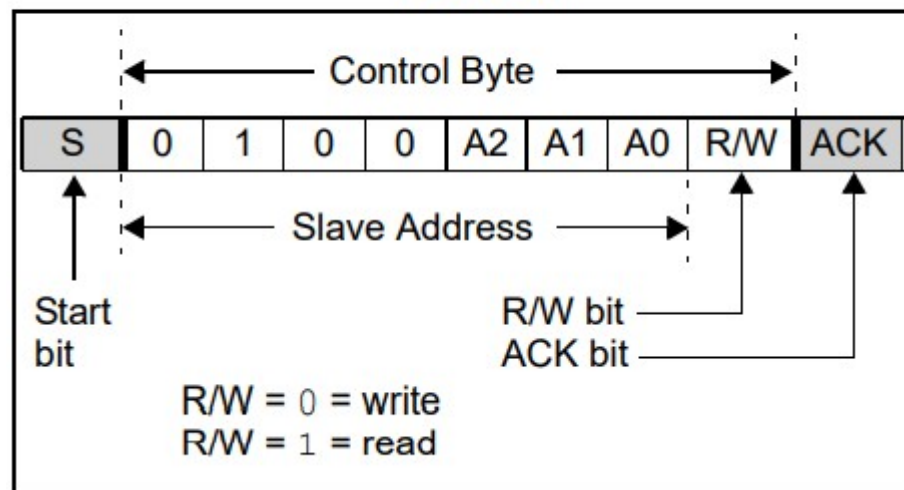 Control Byte
S 0 1 0 0 A2 A1 A0 R/W ACK
Slave Address
Start
bit
R/W bit
ACK bit
R/W = 0 = write
R/W = 1 = read